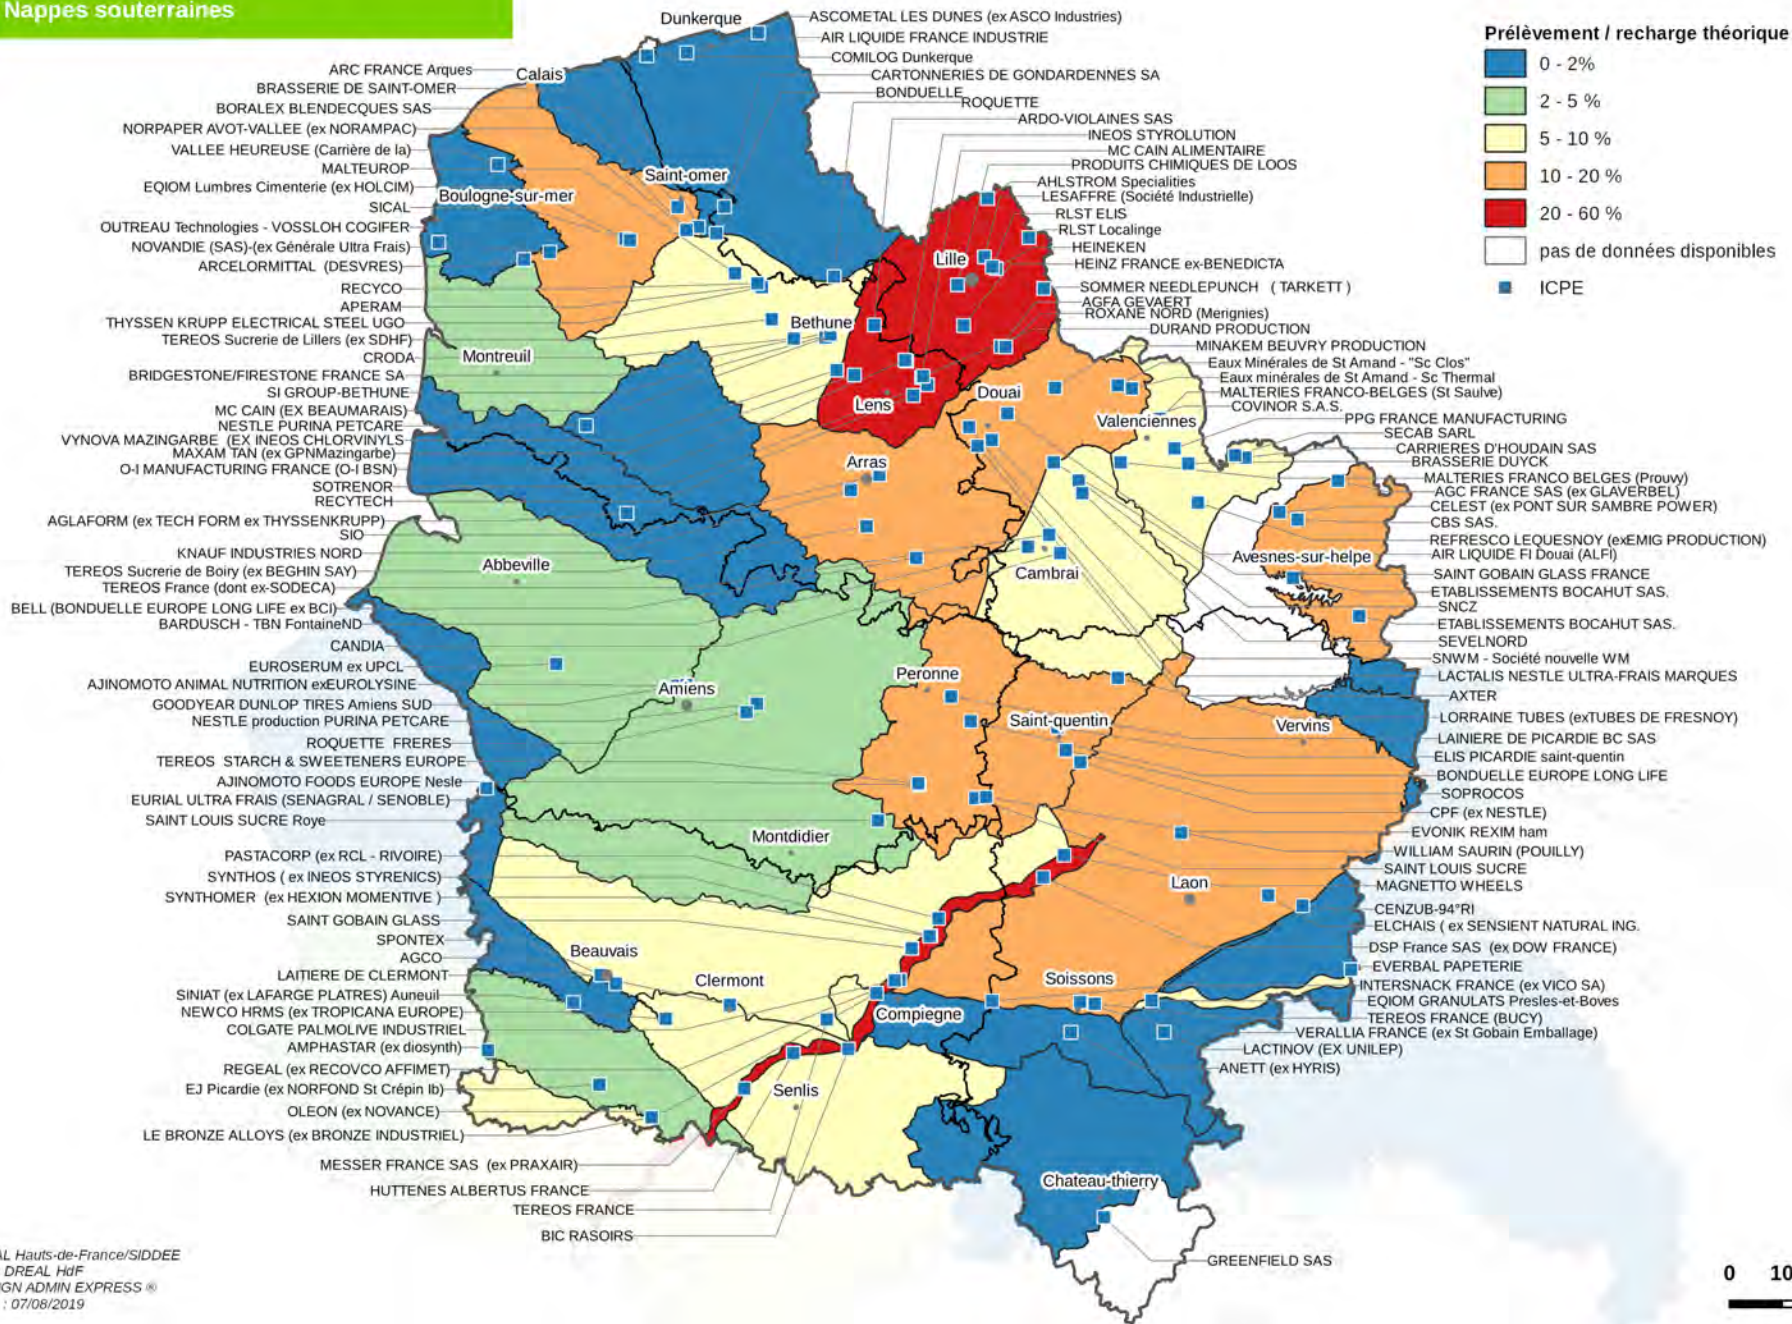 Nappes souterraines
Dunkerque
ASCOMETAL LES DUNES (ex ASCO Industries)
AIR LIQUIDE FRANCE INDUSTRIE
COMILOG Dunkerque
CARTONNERIES DE GONDARDENNES SA
BONDUELLE
ROQUETTE
ARDO-VIOLAINES SAS
INEOS STYROLUTION
MC CAIN ALIMENTAIRE
PRODUITS CHIMIQUES DE LOOS
AHLSTROM Specialities
LESAFFRE (Société Industrielle)
RLST ELIS
RLST Localinge
HEINEKEN
HEINZ FRANCE ex-BENEDICTA
SOMMER NEEDLEPUNCH ( TARKETT )
AGFA GEVAERT
ROXANE NORD (Merignies)
DURAND PRODUCTION
MINAKEM BEUVRY PRODUCTION
Eaux Minérales de St Amand - "Sc Clos"
Eaux minérales de St Amand - Sc Thermal
MALTERIES FRANCO-BELGES (St Saulve)
COVINOR S.A.S.
PPG FRANCE MANUFACTURING
SECAB SARL
CARRIERES D'HOUDAIN SAS
BRASSERIE DUYCK
MALTERIES FRANCO BELGES (Prouvy)
AGC FRANCE SAS (ex GLAVERBEL)
CELEST (ex PONT SUR SAMBRE POWER)
CBS SAS.
REFRESCO LEQUESNOY (exEMIG PRODUCTION)
AIR LIQUIDE FI Douai (ALFI)
SAINT GOBAIN GLASS FRANCE
ETABLISSEMENTS BOCAHUT SAS.
SNCZ
ETABLISSEMENTS BOCAHUT SAS.
SEVELNORD
SNWM - Société nouvelle WM
LACTALIS NESTLE ULTRA-FRAIS MARQUES
AXTER
LORRAINE TUBES (exTUBES DE FRESNOY)
LAINIERE DE PICARDIE BC SAS
ELIS PICARDIE saint-quentin
BONDUELLE EUROPE LONG LIFE
SOPROCOS
CPF (ex NESTLE)
EVONIK REXIM ham
WILLIAM SAURIN (POUILLY)
SAINT LOUIS SUCRE
MAGNETTO WHEELS
CENZUB-94°RI
ELCHAIS ( ex SENSIENT NATURAL ING.
DSP France SAS (ex DOW FRANCE)
EVERBAL PAPETERIE
INTERSNACK FRANCE (ex VICO SA)
EQIOM GRANULATS Presles-et-Boves
TEREOS FRANCE (BUCY)
VERALLIA FRANCE (ex St Gobain Emballage)
LACTINOV (EX UNILEP)
ANETT (ex HYRIS)
GREENFIELD SAS
Prélèvement / recharge théorique
0 - 2%
2 - 5 %
5 - 10 %
10 - 20 %
20 - 60 %
pas de données disponibles
ICPE
ARC FRANCE Arques
BRASSERIE DE SAINT-OMER
BORALEX BLENDECQUES SAS
NORPAPER AVOT-VALLEE (ex NORAMPAC)
VALLEE HEUREUSE (Carrière de la)
MALTEUROP
EQIOM Lumbres Cimenterie (ex HOLCIM)
SICAL
OUTREAU Technologies - VOSSLOH COGIFER
NOVANDIE (SAS)-(ex Générale Ultra Frais)
ARCELORMITTAL (DESVRES)
RECYCO
APERAM
THYSSEN KRUPP ELECTRICAL STEEL UGO
TEREOS Sucrerie de Lillers (ex SDHF)
CRODA
BRIDGESTONE/FIRESTONE FRANCE SA
SI GROUP-BETHUNE
MC CAIN (EX BEAUMARAIS)
NESTLE PURINA PETCARE
VYNOVA MAZINGARBE (EX INEOS CHLORVINYLS
MAXAM TAN (ex GPNMazingarbe)
O-I MANUFACTURING FRANCE (O-I BSN)
SOTRENOR
RECYTECH
AGLAFORM (ex TECH FORM ex THYSSENKRUPP)
SIO
KNAUF INDUSTRIES NORD
TEREOS Sucrerie de Boiry (ex BEGHIN SAY)
TEREOS France (dont ex-SODECA)
BELL (BONDUELLE EUROPE LONG LIFE ex BCI)
BARDUSCH - TBN FontaineND
CANDIA
EUROSERUM ex UPCL
AJINOMOTO ANIMAL NUTRITION exEUROLYSINE
GOODYEAR DUNLOP TIRES Amiens SUD
NESTLE production PURINA PETCARE
ROQUETTE FRERES
TEREOS STARCH & SWEETENERS EUROPE
AJINOMOTO FOODS EUROPE Nesle
EURIAL ULTRA FRAIS (SENAGRAL / SENOBLE)
SAINT LOUIS SUCRE Roye
PASTACORP (ex RCL - RIVOIRE)
SYNTHOS ( ex INEOS STYRENICS)
SYNTHOMER (ex HEXION MOMENTIVE )
SAINT GOBAIN GLASS
SPONTEX
AGCO
LAITIERE DE CLERMONT
SINIAT (ex LAFARGE PLATRES) Auneuil
NEWCO HRMS (ex TROPICANA EUROPE)
COLGATE PALMOLIVE INDUSTRIEL
AMPHASTAR (ex diosynth)
REGEAL (ex RECOVCO AFFIMET)
EJ Picardie (ex NORFOND St Crépin Ib)
OLEON (ex NOVANCE)
LE BRONZE ALLOYS (ex BRONZE INDUSTRIEL)
MESSER FRANCE SAS (ex PRAXAIR)
HUTTENES ALBERTUS FRANCE
TEREOS FRANCE
BIC RASOIRS
Calais
Saint-omer
Boulogne-sur-mer
Lille
Bethune
Montreuil
Lens
Douai
Valenciennes
Arras
Avesnes-sur-helpe
Cambrai
Abbeville
Peronne
Amiens
Saint-quentin
Vervins
Montdidier
Laon
Beauvais
Clermont
Soissons
Compiegne
Senlis
Chateau-thierry
AL Hauts-de-France/SIDDEE
DREAL HdF
IGN ADMIN EXPRESS ®
: 07/08/2019
0 10